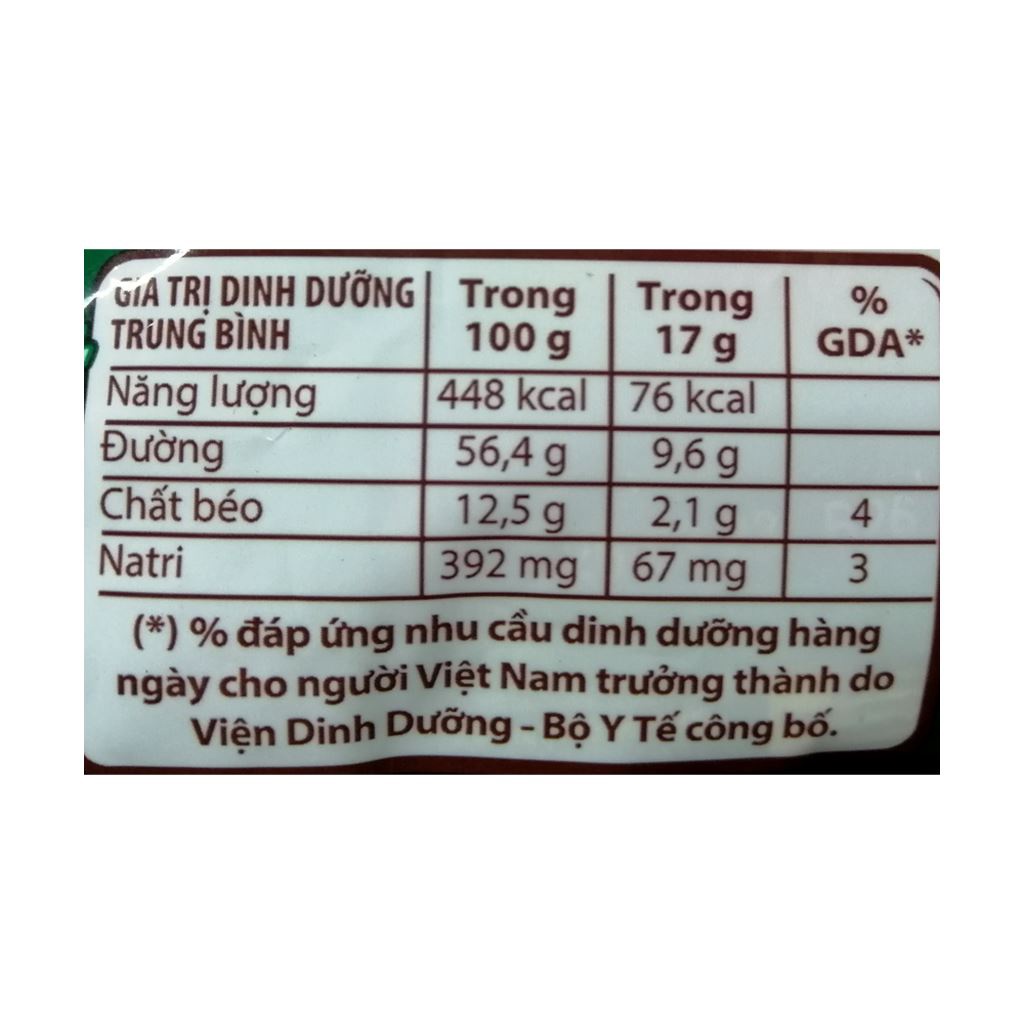 GIÁ TRỊ DINH DƯỠNG TRUNG BÌNH Trong 100 g Trong 17 g % GDA*
Năng lượng 448 kcal 76 kcal
Đường 56,4 g 9,6 g
Chất béo 12,5 g 2,1 g 4
Natri 392 mg 67 mg 3
(*) % đáp ứng nhu cầu dinh dưỡng hàng
ngày cho người Việt Nam trưởng thành do
Viện Dinh Dưỡng - Bộ Y Tế công bố.